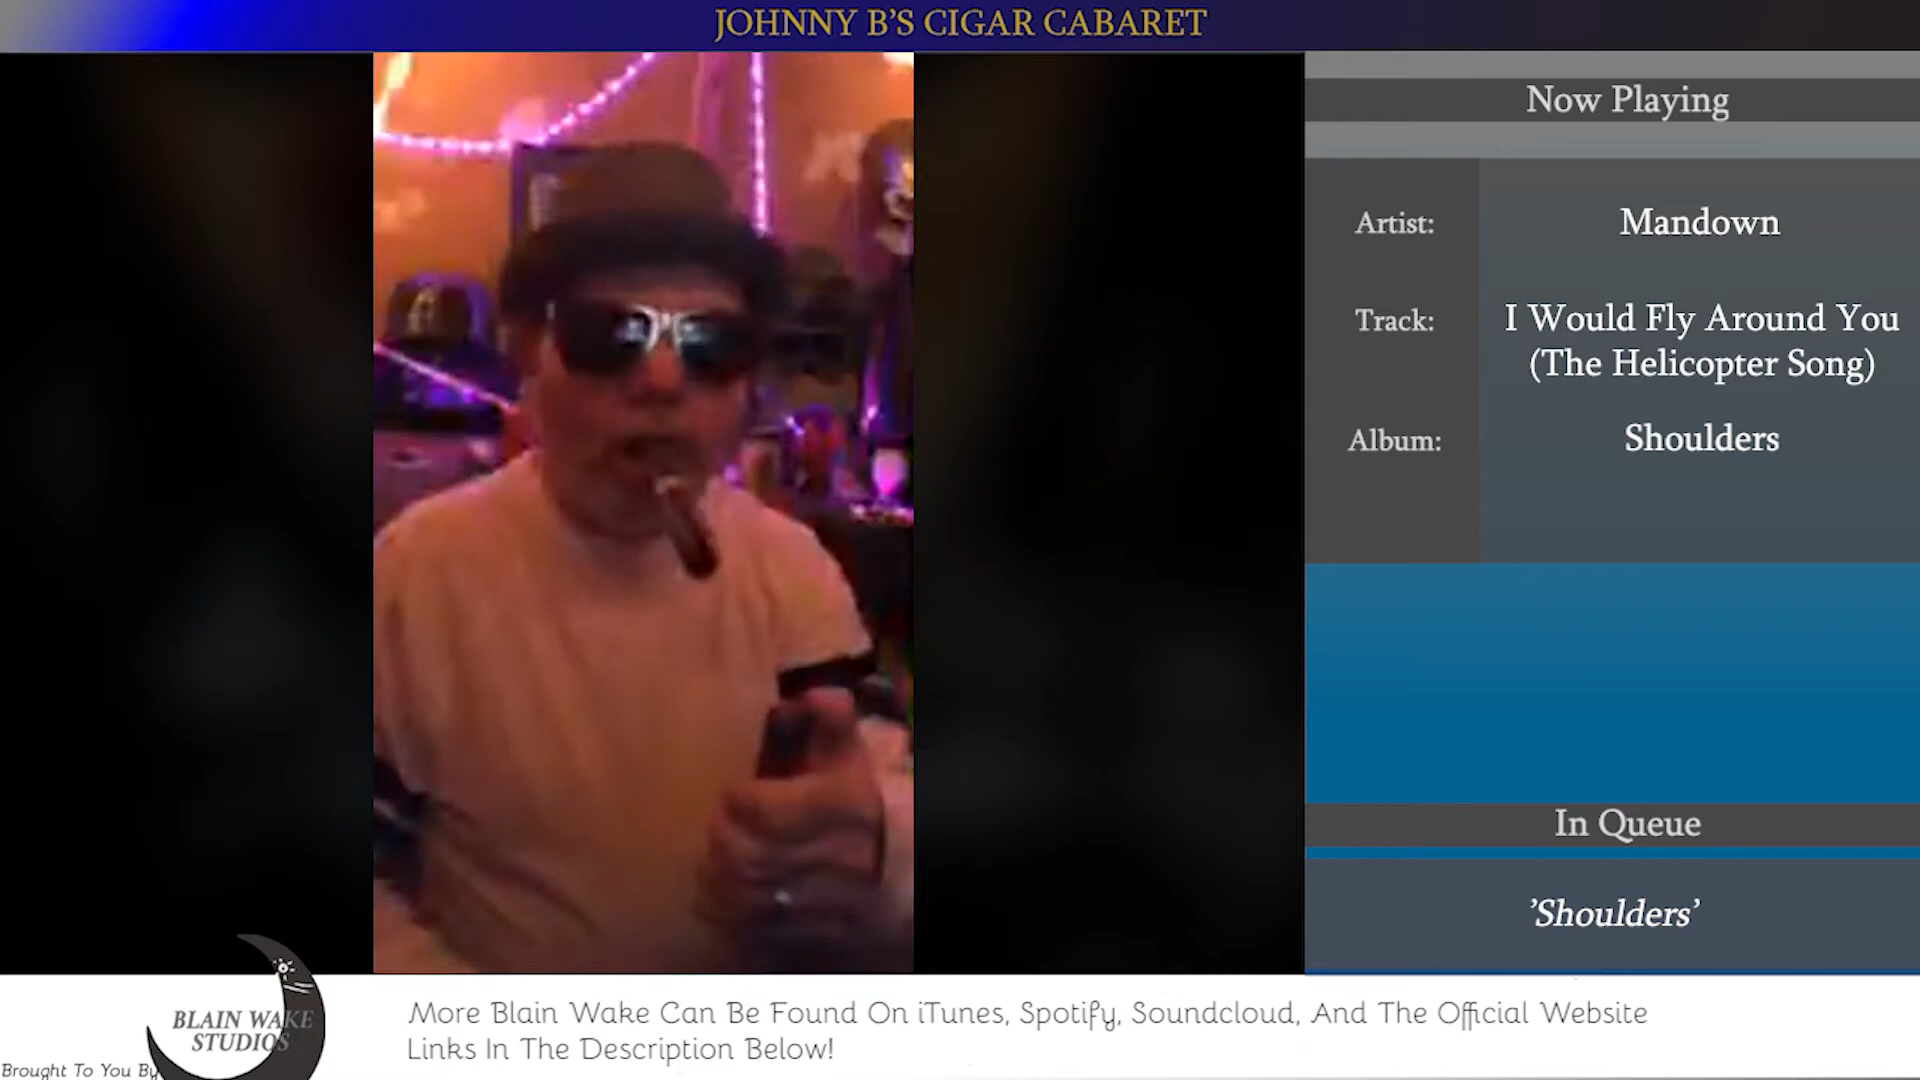 JOHNNY B'S CIGAR CABARET
Now Playing
Artist:
Mandown
Track:
I Would Fly Around You
(The Helicopter Song)
Album:
Shoulders
In Queue
'Shoulders'
BLAIN WAKE
STUDIOS
Brought To You By
More Blain Wake Can Be Found On iTunes, Spotify, Soundcloud, And The Official Website
Links In The Description Below!